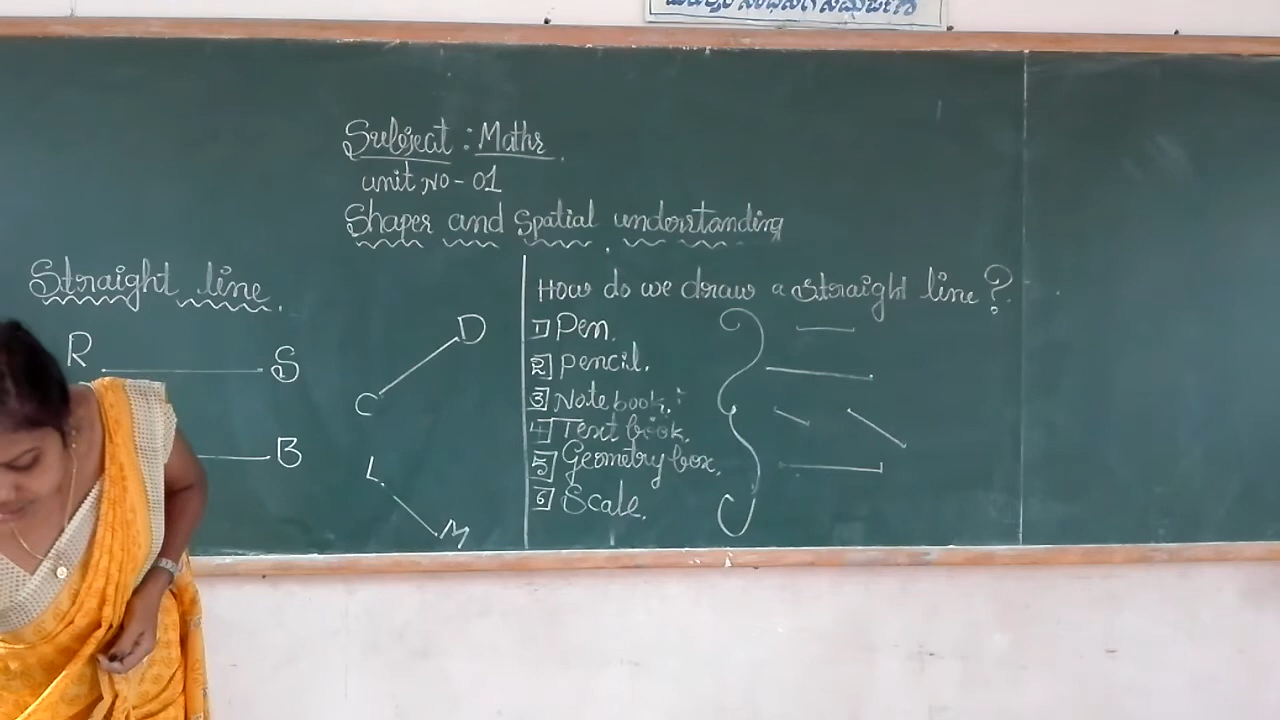 Subject : Maths.
unit NO - 01
Shapes and Spatial understanding
Straight line.
R S
B
D
C
L
M
How do we draw a straight line?
1 Pen.
2 Pencil.
3 Note book.
4 Text book.
5 Geometry box.
6 Scale.